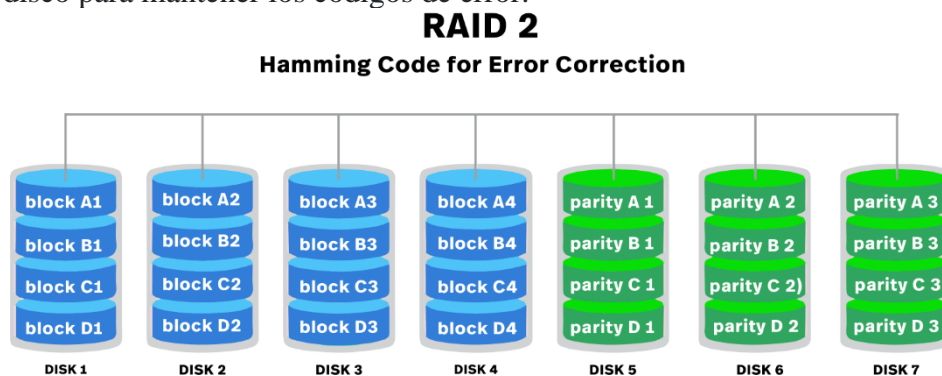 disco para mantener los códigos de error.
RAID 2
Hamming Code for Error Correction
block A1 block A2 block A3 block A4 parity A 1 parity A 2 parity A 3
block B1 block B2 block B3 block B4 parity B 1 parity B 2 parity B 3
block C1 block C2 block C3 block C4 parity C 1 parity C 2) parity C 3
block D1 block D2 block D3 block D4 parity D 1 parity D 2 parity D 3
DISK 1 DISK 2 DISK 3 DISK 4 DISK 5 DISK 6 DISK 7